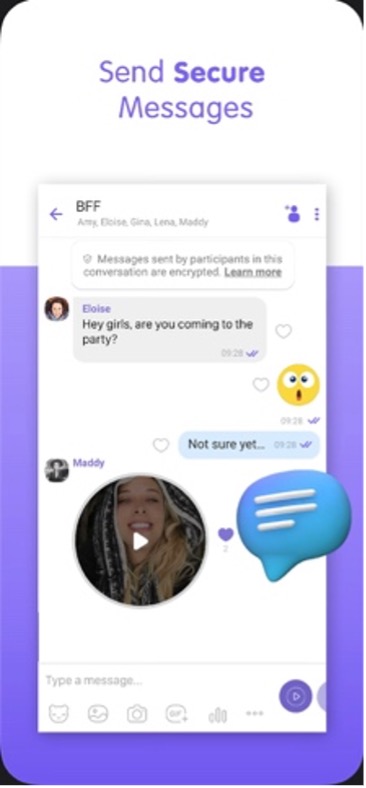 Send Secure
Messages
BFF
Amy, Eloise, Gina, Lena, Maddy
Messages sent by participants in this
conversation are encrypted. Learn more
Eloise
Hey girls, are you coming to the
party?
09:28
09:28
Not sure yet... 09:28
Maddy
2
Type a message...
GIF+